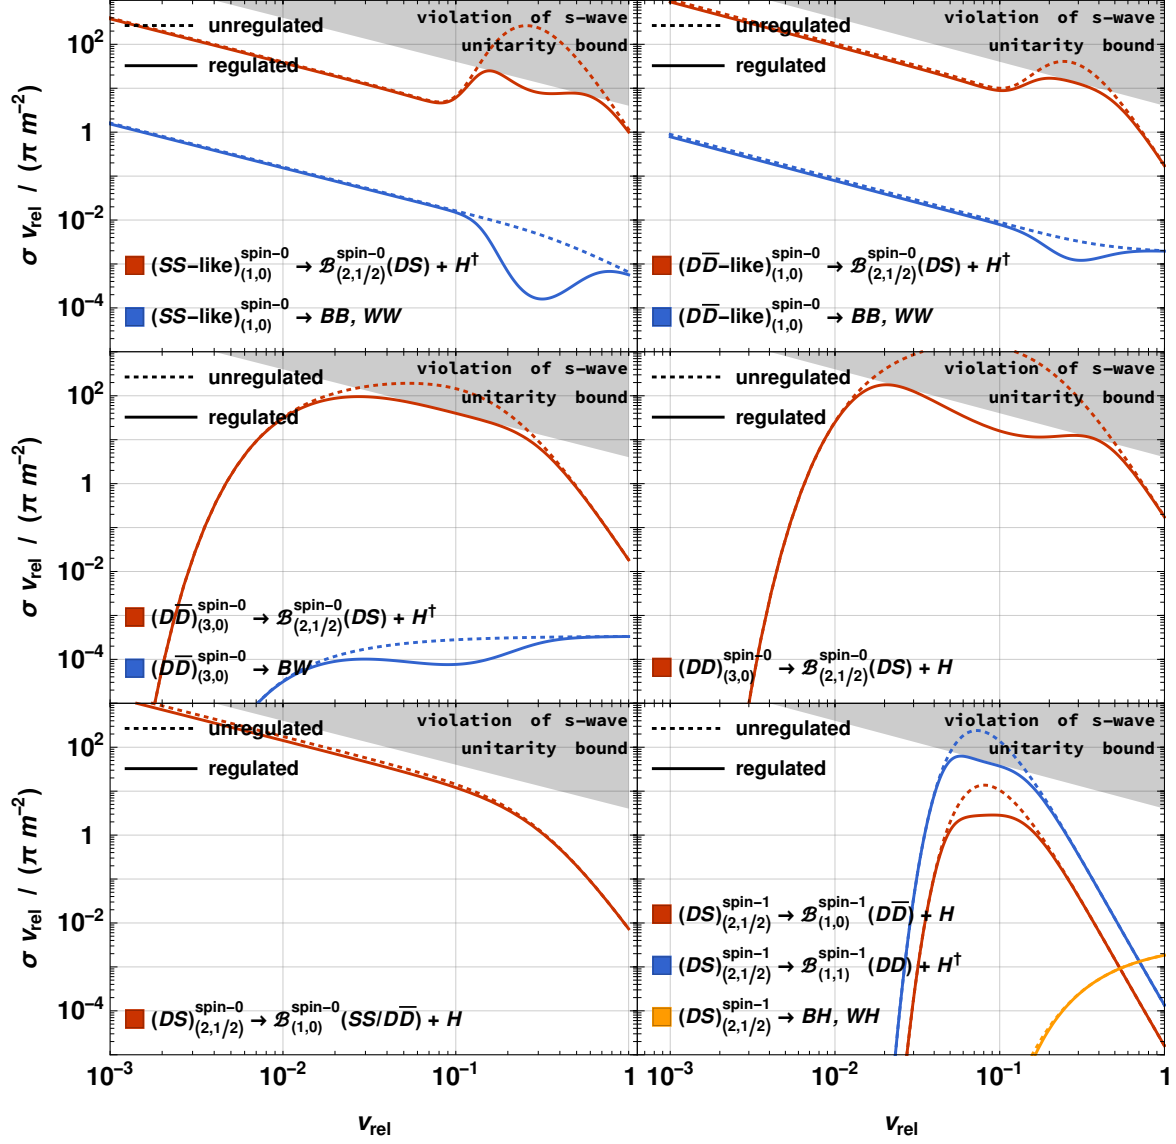 violation of s-wave
unitarity bound
unregulated
regulated
10²
1
10⁻²
10⁻⁴
σ v_rel / (π m⁻²)
(SS-like)^{spin-0}_{(1,0)} → ℬ^{spin-0}_{(2,1/2)}(DS) + H†
(SS-like)^{spin-0}_{(1,0)} → BB, WW
violation of s-wave
unitarity bound
unregulated
regulated
(DD̅-like)^{spin-0}_{(1,0)} → ℬ^{spin-0}_{(2,1/2)}(DS) + H†
(DD̅-like)^{spin-0}_{(1,0)} → BB, WW
violation of s-wave
unitarity bound
unregulated
regulated
10²
1
10⁻²
10⁻⁴
σ v_rel / (π m⁻²)
(DD̅)^{spin-0}_{(3,0)} → ℬ^{spin-0}_{(2,1/2)}(DS) + H†
(DD̅)^{spin-0}_{(3,0)} → BW
violation of s-wave
unitarity bound
unregulated
regulated
(DD)^{spin-0}_{(3,0)} → ℬ^{spin-0}_{(2,1/2)}(DS) + H
violation of s-wave
unitarity bound
unregulated
regulated
10²
1
10⁻²
10⁻⁴
σ v_rel / (π m⁻²)
(DS)^{spin-0}_{(2,1/2)} → ℬ^{spin-0}_{(1,0)}(SS/DD̅) + H
10⁻³
10⁻²
10⁻¹
1
v_rel
violation of s-wave
unitarity bound
unregulated
regulated
(DS)^{spin-1}_{(2,1/2)} → ℬ^{spin-1}_{(1,0)}(DD̅) + H
(DS)^{spin-1}_{(2,1/2)} → ℬ^{spin-1}_{(1,1)}(DD) + H†
(DS)^{spin-1}_{(2,1/2)} → BH, WH
10⁻³
10⁻²
10⁻¹
1
v_rel